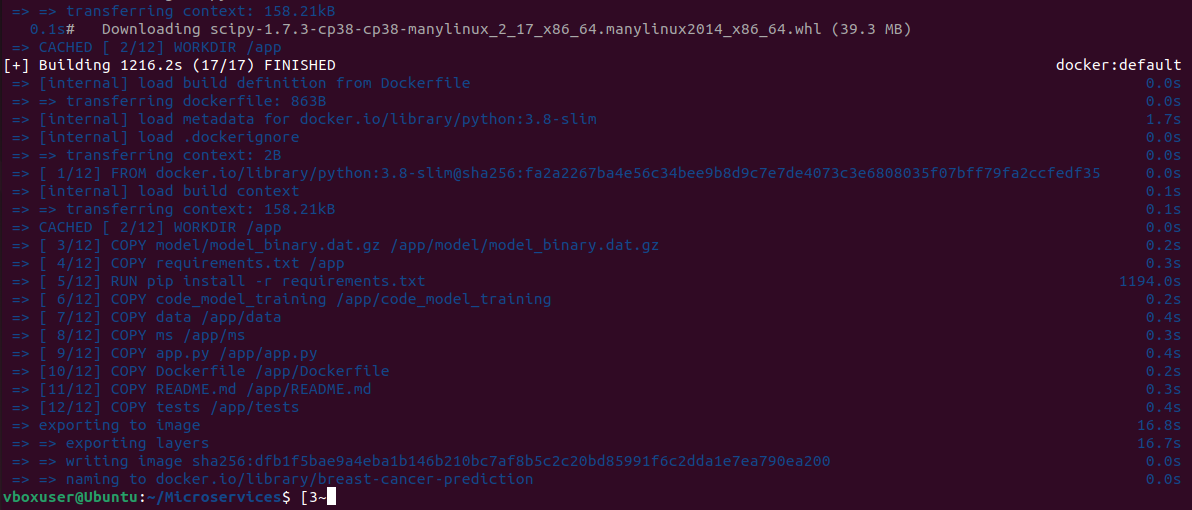 => => transferring context: 158.21kB
0.1s# Downloading scipy-1.7.3-cp38-cp38-manylinux_2_17_x86_64.manylinux2014_x86_64.whl (39.3 MB)
=> CACHED [ 2/12] WORKDIR /app
[+] Building 1216.2s (17/17) FINISHED docker:default
=> [internal] load build definition from Dockerfile 0.0s
=> => transferring dockerfile: 863B 0.0s
=> [internal] load metadata for docker.io/library/python:3.8-slim 1.7s
=> [internal] load .dockerignore 0.0s
=> => transferring context: 2B 0.0s
=> [ 1/12] FROM docker.io/library/python:3.8-slim@sha256:fa2a2267ba4e56c34bee9b8d9c7e7de4073c3e6808035f07bff79fa2ccfedf35 0.0s
=> [internal] load build context 0.1s
=> => transferring context: 158.21kB 0.1s
=> CACHED [ 2/12] WORKDIR /app 0.0s
=> [ 3/12] COPY model/model_binary.dat.gz /app/model/model_binary.dat.gz 0.2s
=> [ 4/12] COPY requirements.txt /app 0.3s
=> [ 5/12] RUN pip install -r requirements.txt 1194.0s
=> [ 6/12] COPY code_model_training /app/code_model_training 0.2s
=> [ 7/12] COPY data /app/data 0.4s
=> [ 8/12] COPY ms /app/ms 0.3s
=> [ 9/12] COPY app.py /app/app.py 0.4s
=> [10/12] COPY Dockerfile /app/Dockerfile 0.2s
=> [11/12] COPY README.md /app/README.md 0.3s
=> [12/12] COPY tests /app/tests 0.4s
=> exporting to image 16.8s
=> => exporting layers 16.7s
=> => writing image sha256:dfb1f5bae9a4eba1b146b210bc7af8b5c2c20bd85991f6c2dda1e7ea790ea200 0.0s
=> => naming to docker.io/library/breast-cancer-prediction 0.0s
vboxuser@Ubuntu:~/Microservices$ [3~